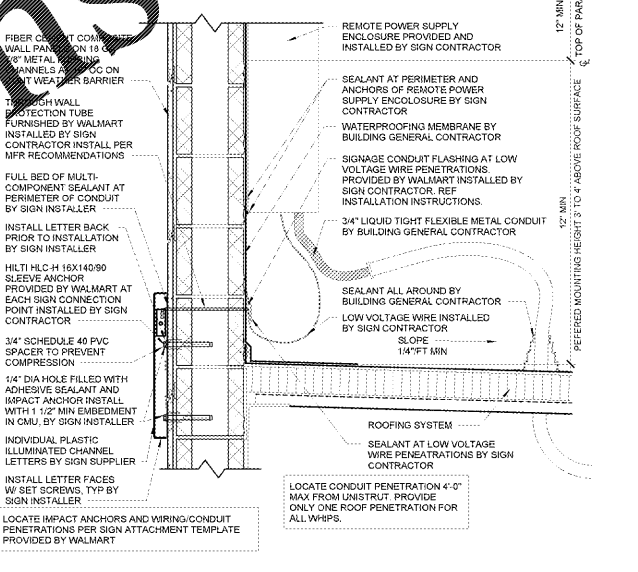 FIBER CEMENT COMPOSITE
WALL PANELS ON 16 GA
7/8" METAL FURRING
CHANNELS AT OC ON
WEATHER BARRIER
THROUGH WALL
PROTECTION TUBE
FURNISHED BY WALMART
INSTALLED BY SIGN
CONTRACTOR INSTALL PER
MFR RECOMMENDATIONS
FULL BED OF MULTI-
COMPONENT SEALANT AT
PERIMETER OF CONDUIT
BY SIGN INSTALLER
INSTALL LETTER BACK
PRIOR TO INSTALLATION
BY SIGN INSTALLER
HILTI HLC-H 16X140/90
SLEEVE ANCHOR
PROVIDED BY WALMART AT
EACH SIGN CONNECTION
POINT INSTALLED BY SIGN
CONTRACTOR
3/4" SCHEDULE 40 PVC
SPACER TO PREVENT
COMPRESSION
1/4" DIA HOLE FILLED WITH
ADHESIVE SEALANT AND
IMPACT ANCHOR INSTALL
WITH 1 1/2" MIN EMBEDMENT
IN CMU, BY SIGN INSTALLER
INDIVIDUAL PLASTIC
ILLUMINATED CHANNEL
LETTERS BY SIGN SUPPLIER
INSTALL LETTER FACES
W/ SET SCREWS, TYP BY
SIGN INSTALLER
LOCATE IMPACT ANCHORS AND WIRING/CONDUIT
PENETRATIONS PER SIGN ATTACHMENT TEMPLATE
PROVIDED BY WALMART
REMOTE POWER SUPPLY
ENCLOSURE PROVIDED AND
INSTALLED BY SIGN CONTRACTOR
SEALANT AT PERIMETER AND
ANCHORS OF REMOTE POWER
SUPPLY ENCOLOSURE BY SIGN
CONTRACTOR
WATERPROOFING MEMBRANE BY
BUILDING GENERAL CONTRACTOR
SIGNAGE CONDUIT FLASHING AT LOW
VOLTAGE WIRE PENETRATIONS.
PROVIDED BY WALMART INSTALLED BY
SIGN CONTRACTOR. REF
INSTALLATION INSTRUCTIONS.
3/4" LIQUID TIGHT FLEXIBLE METAL CONDUIT
BY BUILDING GENERAL CONTRACTOR
SEALANT ALL AROUND BY
BUILDING GENERAL CONTRACTOR
LOW VOLTAGE WIRE INSTALLED
BY SIGN CONTRACTOR
SLOPE
1/4"/FT MIN
ROOFING SYSTEM
SEALANT AT LOW VOLTAGE
WIRE PENEATRATIONS BY SIGN
CONTRACTOR
LOCATE CONDUIT PENETRATION 4'-0"
MAX FROM UNISTRUT. PROVIDE
ONLY ONE ROOF PENETRATION FOR
ALL WHIPS.
12" MIN
TOP OF PAR
12" MIN
PEFERED MOUNTING HEIGHT 3' TO 4' ABOVE ROOF SURFACE